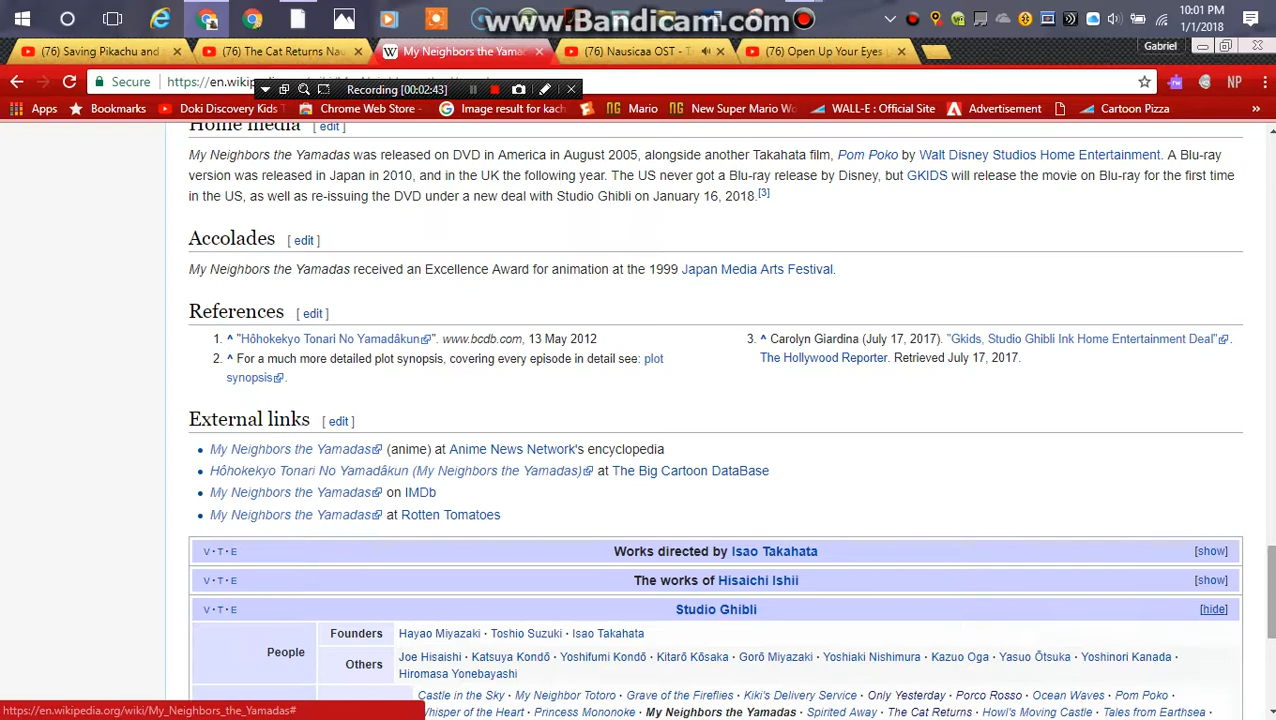 www.Bandicam.com
10:01 PM
1/1/2018
(76) Saving Pikachu and
(76) The Cat Returns Nau
My Neighbors the Yamad
(76) Nausicaa OST - T
(76) Open Up Your Eyes L
Gabriel
Secure https://en.wikip
Recording [00:02:43]
NP
Apps Bookmarks Doki Discovery Kids Chrome Web Store - Image result for kach Mario New Super Mario Wo WALL-E : Official Site Advertisement Cartoon Pizza »
Home media [ edit ]
My Neighbors the Yamadas was released on DVD in America in August 2005, alongside another Takahata film, Pom Poko by Walt Disney Studios Home Entertainment. A Blu-ray
version was released in Japan in 2010, and in the UK the following year. The US never got a Blu-ray release by Disney, but GKIDS will release the movie on Blu-ray for the first time
in the US, as well as re-issuing the DVD under a new deal with Studio Ghibli on January 16, 2018.[3]
Accolades [ edit ]
My Neighbors the Yamadas received an Excellence Award for animation at the 1999 Japan Media Arts Festival.
References [ edit ]
1. ^ "Hôhokekyo Tonari No Yamadâkun". www.bcdb.com, 13 May 2012
2. ^ For a much more detailed plot synopsis, covering every episode in detail see: plot
synopsis.
3. ^ Carolyn Giardina (July 17, 2017). "Gkids, Studio Ghibli Ink Home Entertainment Deal".
The Hollywood Reporter. Retrieved July 17, 2017.
External links [ edit ]
• My Neighbors the Yamadas (anime) at Anime News Network's encyclopedia
• Hôhokekyo Tonari No Yamadâkun (My Neighbors the Yamadas) at The Big Cartoon DataBase
• My Neighbors the Yamadas on IMDb
• My Neighbors the Yamadas at Rotten Tomatoes
V · T · E Works directed by Isao Takahata [show]
V · T · E The works of Hisaichi Ishii [show]
V · T · E Studio Ghibli [hide]
People
Founders Hayao Miyazaki · Toshio Suzuki · Isao Takahata
Others Joe Hisaishi · Katsuya Kondō · Yoshifumi Kondō · Kitarō Kōsaka · Gorō Miyazaki · Yoshiaki Nishimura · Kazuo Oga · Yasuo Ōtsuka · Yoshinori Kanada ·
Hiromasa Yonebayashi
Castle in the Sky · My Neighbor Totoro · Grave of the Fireflies · Kiki's Delivery Service · Only Yesterday · Porco Rosso · Ocean Waves · Pom Poko ·
Whisper of the Heart · Princess Mononoke · My Neighbors the Yamadas · Spirited Away · The Cat Returns · Howl's Moving Castle · Tales from Earthsea ·
https://en.wikipedia.org/wiki/My_Neighbors_the_Yamadas#